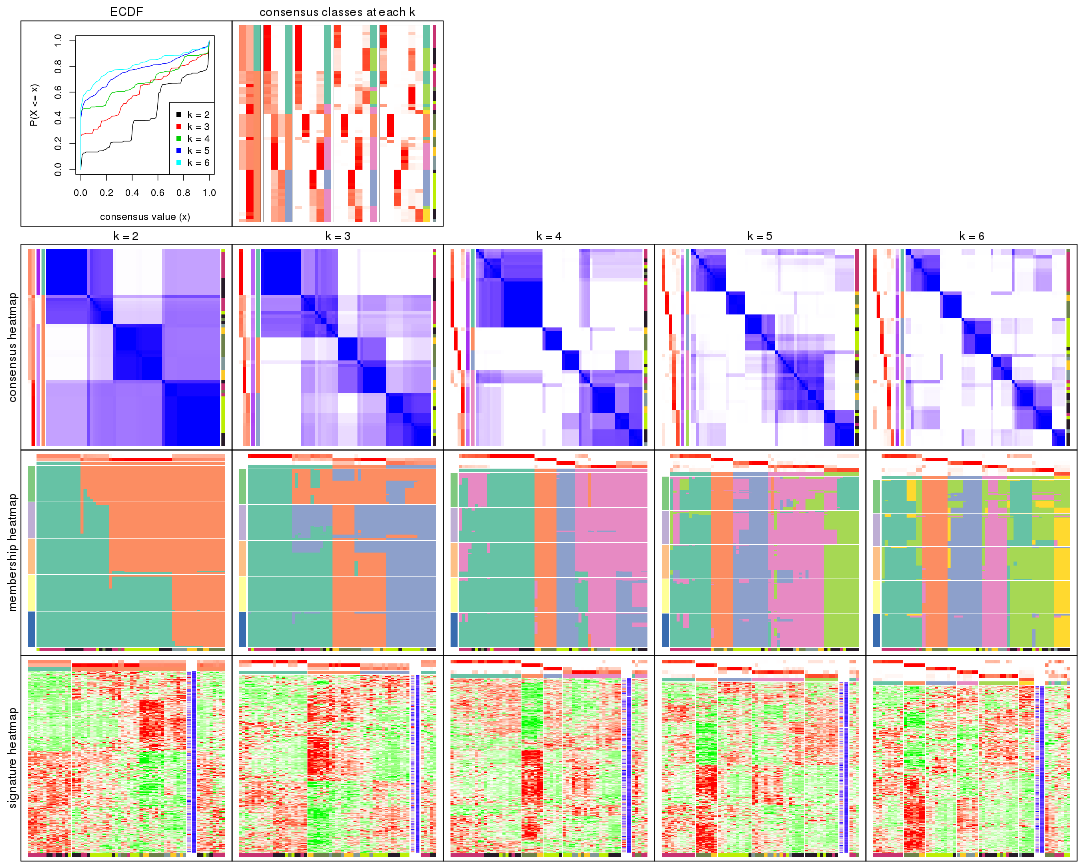 ECDF
consensus classes at each k
P(X <= x)
0.0 0.2 0.4 0.6 0.8 1.0
k = 2
k = 3
k = 4
k = 5
k = 6
0.0 0.2 0.4 0.6 0.8 1.0
consensus value (x)
k = 2
k = 3
k = 4
k = 5
k = 6
consensus heatmap
membership heatmap
signature heatmap